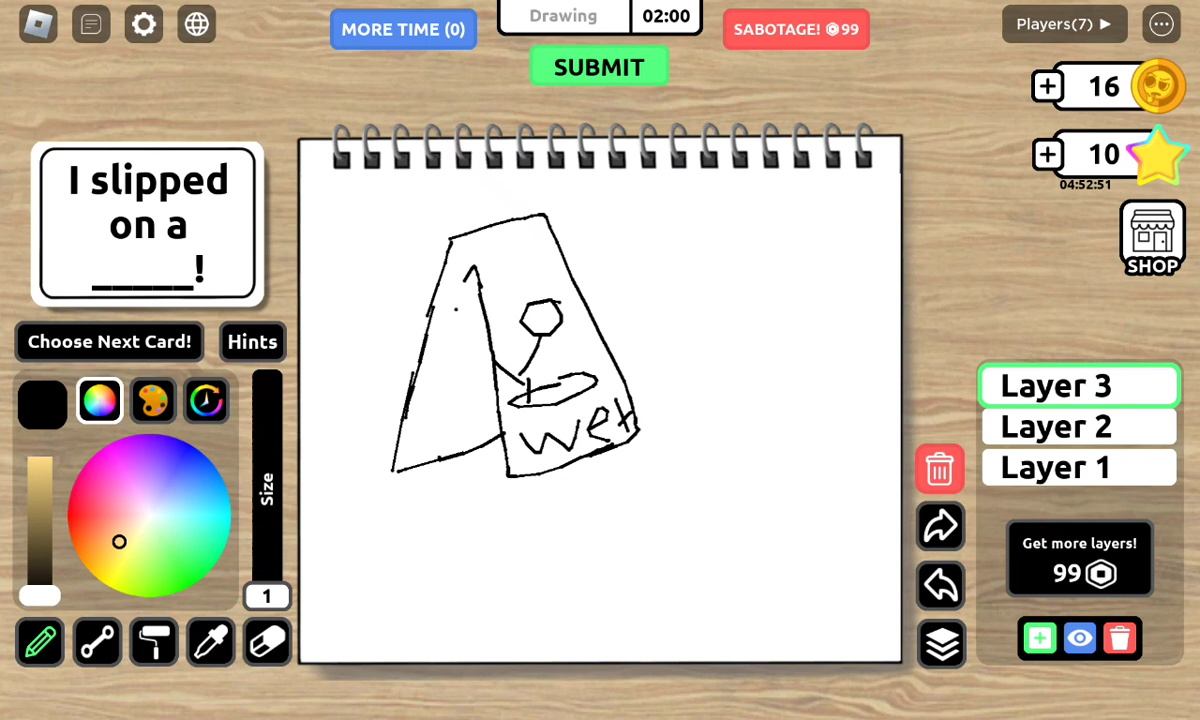 MORE TIME (0)
Drawing
02:00
SABOTAGE! 99
Players(7) ►
SUBMIT
16
10
04:52:51
SHOP
I slipped
on a
_____!
Choose Next Card!
Hints
Size
1
wet
Layer 3
Layer 2
Layer 1
Get more layers!
99